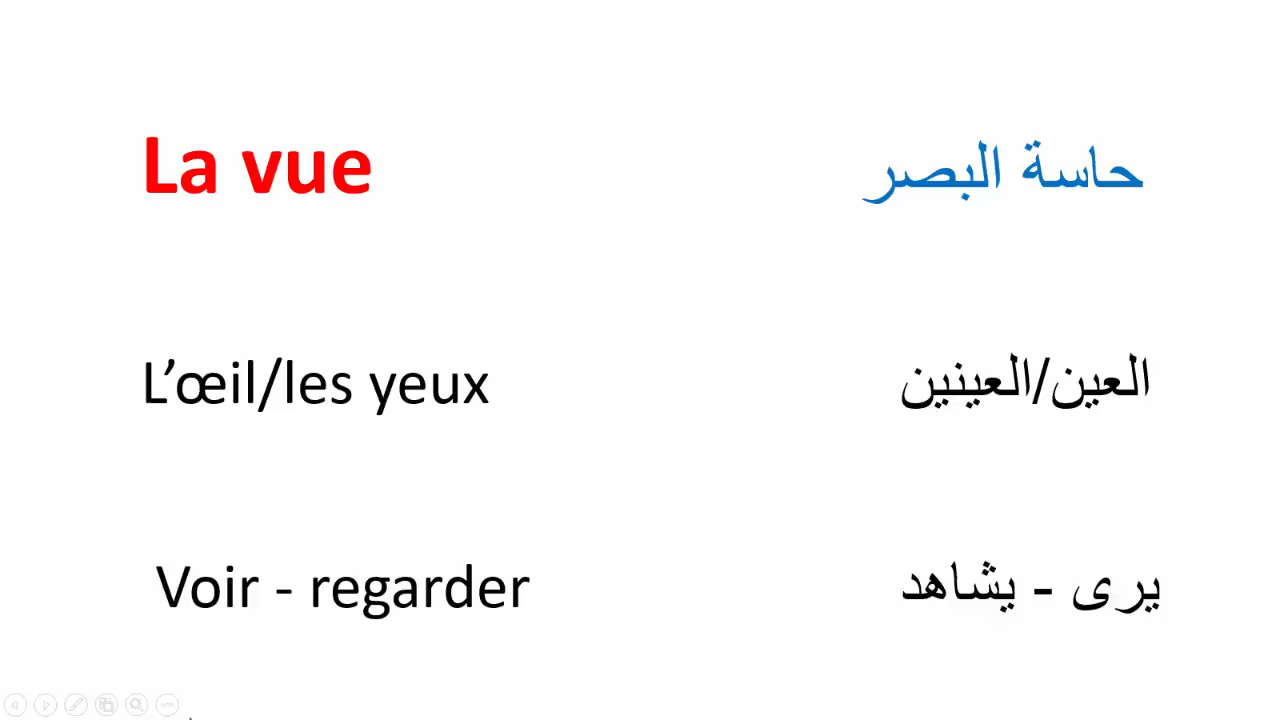 La vue حاسة البصر
L’œil/les yeux العين/العينين
Voir - regarder يرى - يشاهد